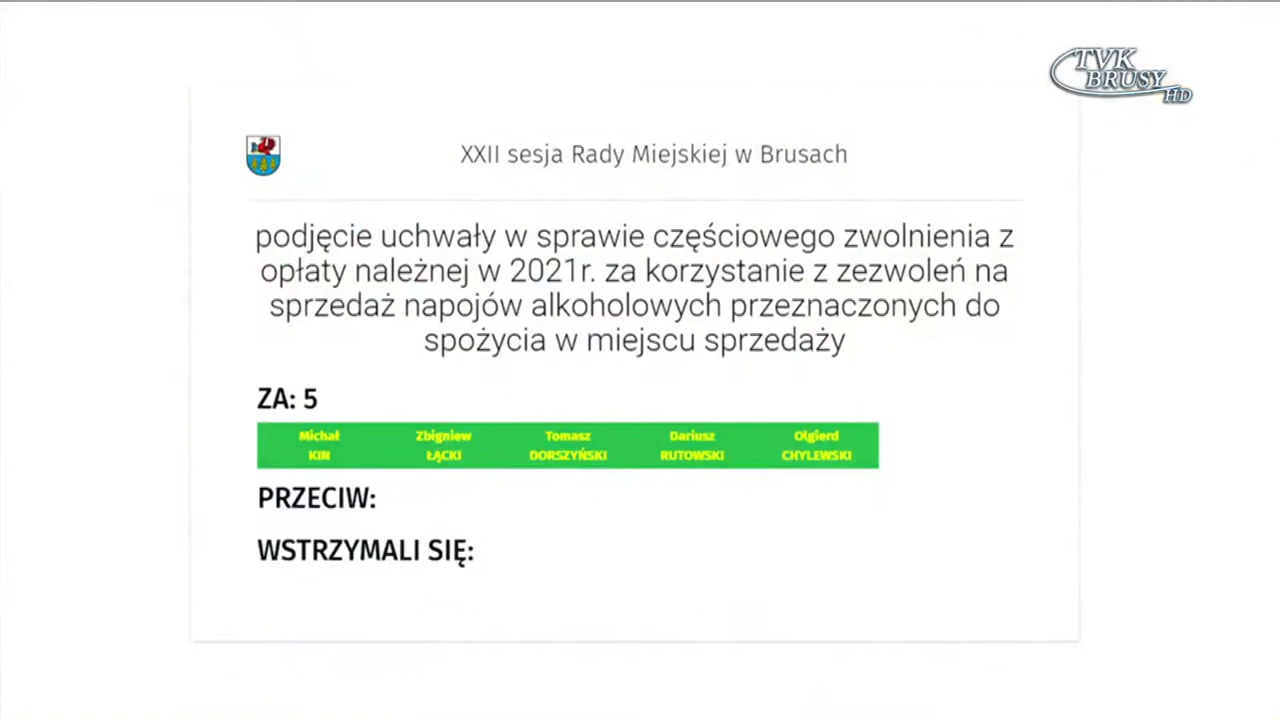 TVK
BRUSY
HD
XXII sesja Rady Miejskiej w Brusach
podjęcie uchwały w sprawie częściowego zwolnienia z
opłaty należnej w 2021r. za korzystanie z zezwoleń na
sprzedaż napojów alkoholowych przeznaczonych do
spożycia w miejscu sprzedaży
ZA: 5
Michał Zbigniew Tomasz Dariusz Olgierd
KIN ŁĄCKI DORSZYŃSKI RUTOWSKI CHYLEWSKI
PRZECIW:
WSTRZYMALI SIĘ: